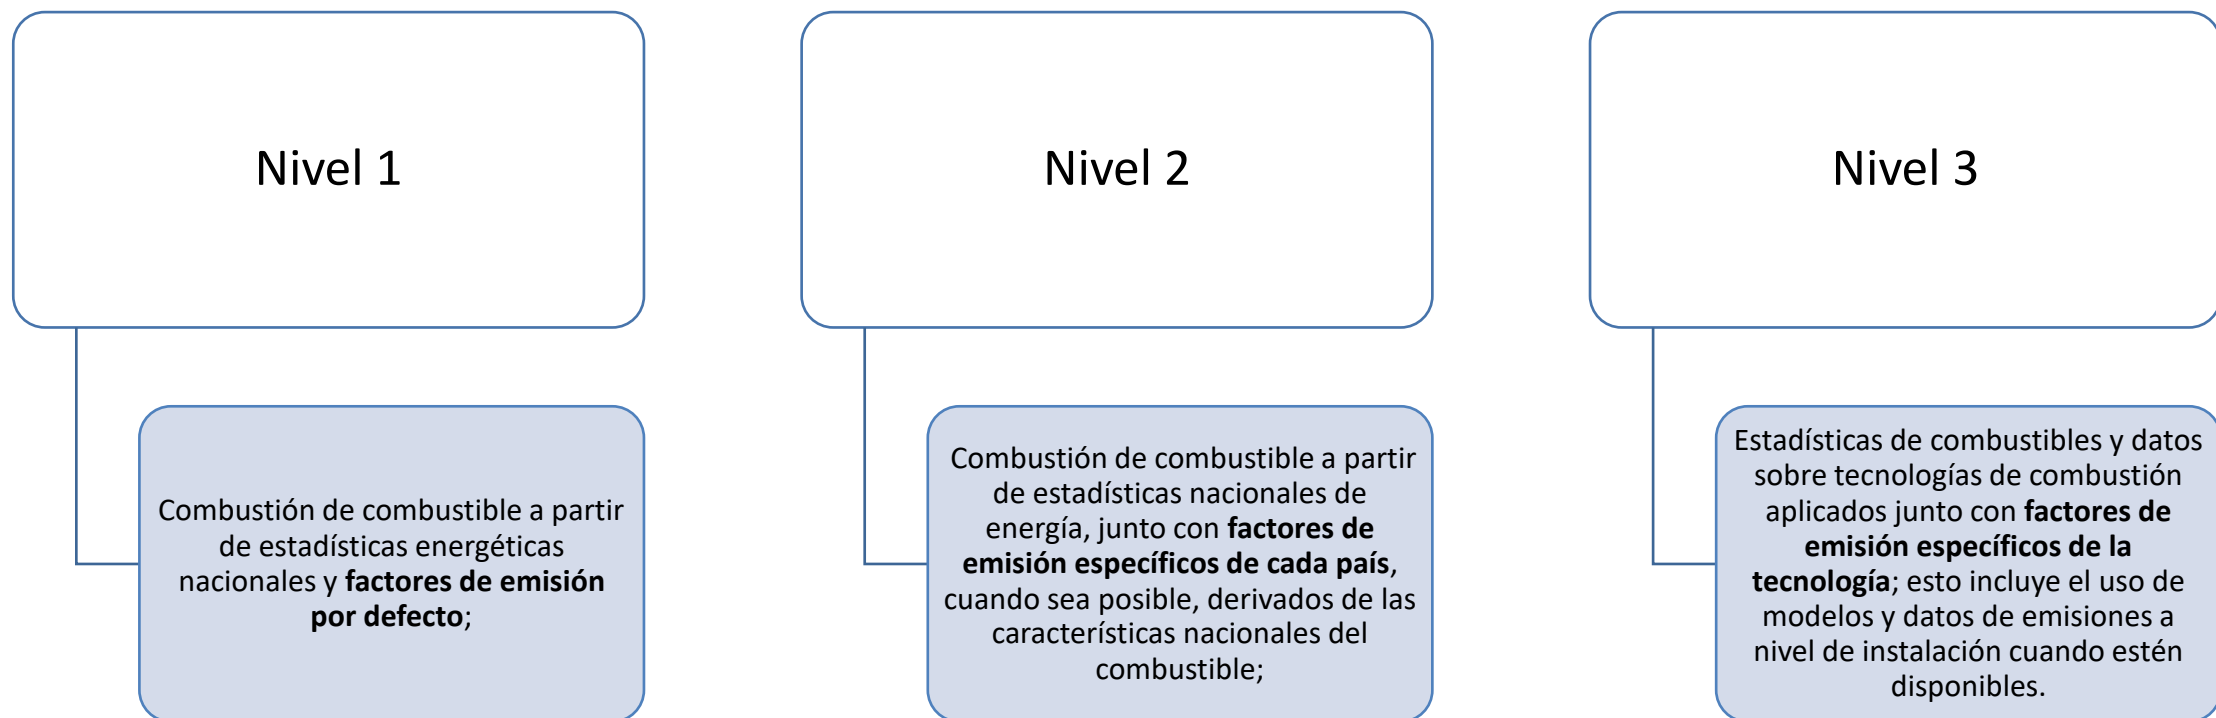 Nivel 1
Combustión de combustible a partir
de estadísticas energéticas
nacionales y factores de emisión
por defecto;
Nivel 2
Combustión de combustible a partir
de estadísticas nacionales de
energía, junto con factores de
emisión específicos de cada país,
cuando sea posible, derivados de las
características nacionales del
combustible;
Nivel 3
Estadísticas de combustibles y datos
sobre tecnologías de combustión
aplicados junto con factores de
emisión específicos de la
tecnología; esto incluye el uso de
modelos y datos de emisiones a
nivel de instalación cuando estén
disponibles.